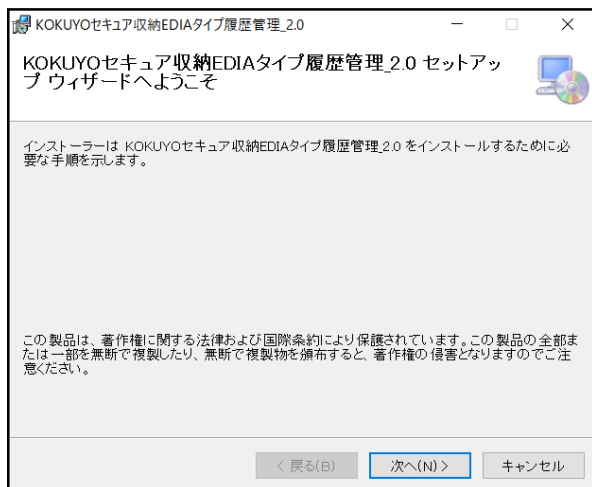 KOKUYOセキュア収納EDIAタイプ履歴管理_2.0
KOKUYOセキュア収納EDIAタイプ履歴管理_2.0 セットアッ
プ ウィザードへようこそ
インストーラーは KOKUYOセキュア収納EDIAタイプ履歴管理_2.0 をインストールするために必
要な手順を示します。
この製品は、著作権に関する法律および国際条約により保護されています。この製品の全部ま
たは一部を無断で複製したり、無断で複製物を頒布すると、著作権の侵害となりますのでご注
意ください。
< 戻る(B) 次へ(N) > キャンセル